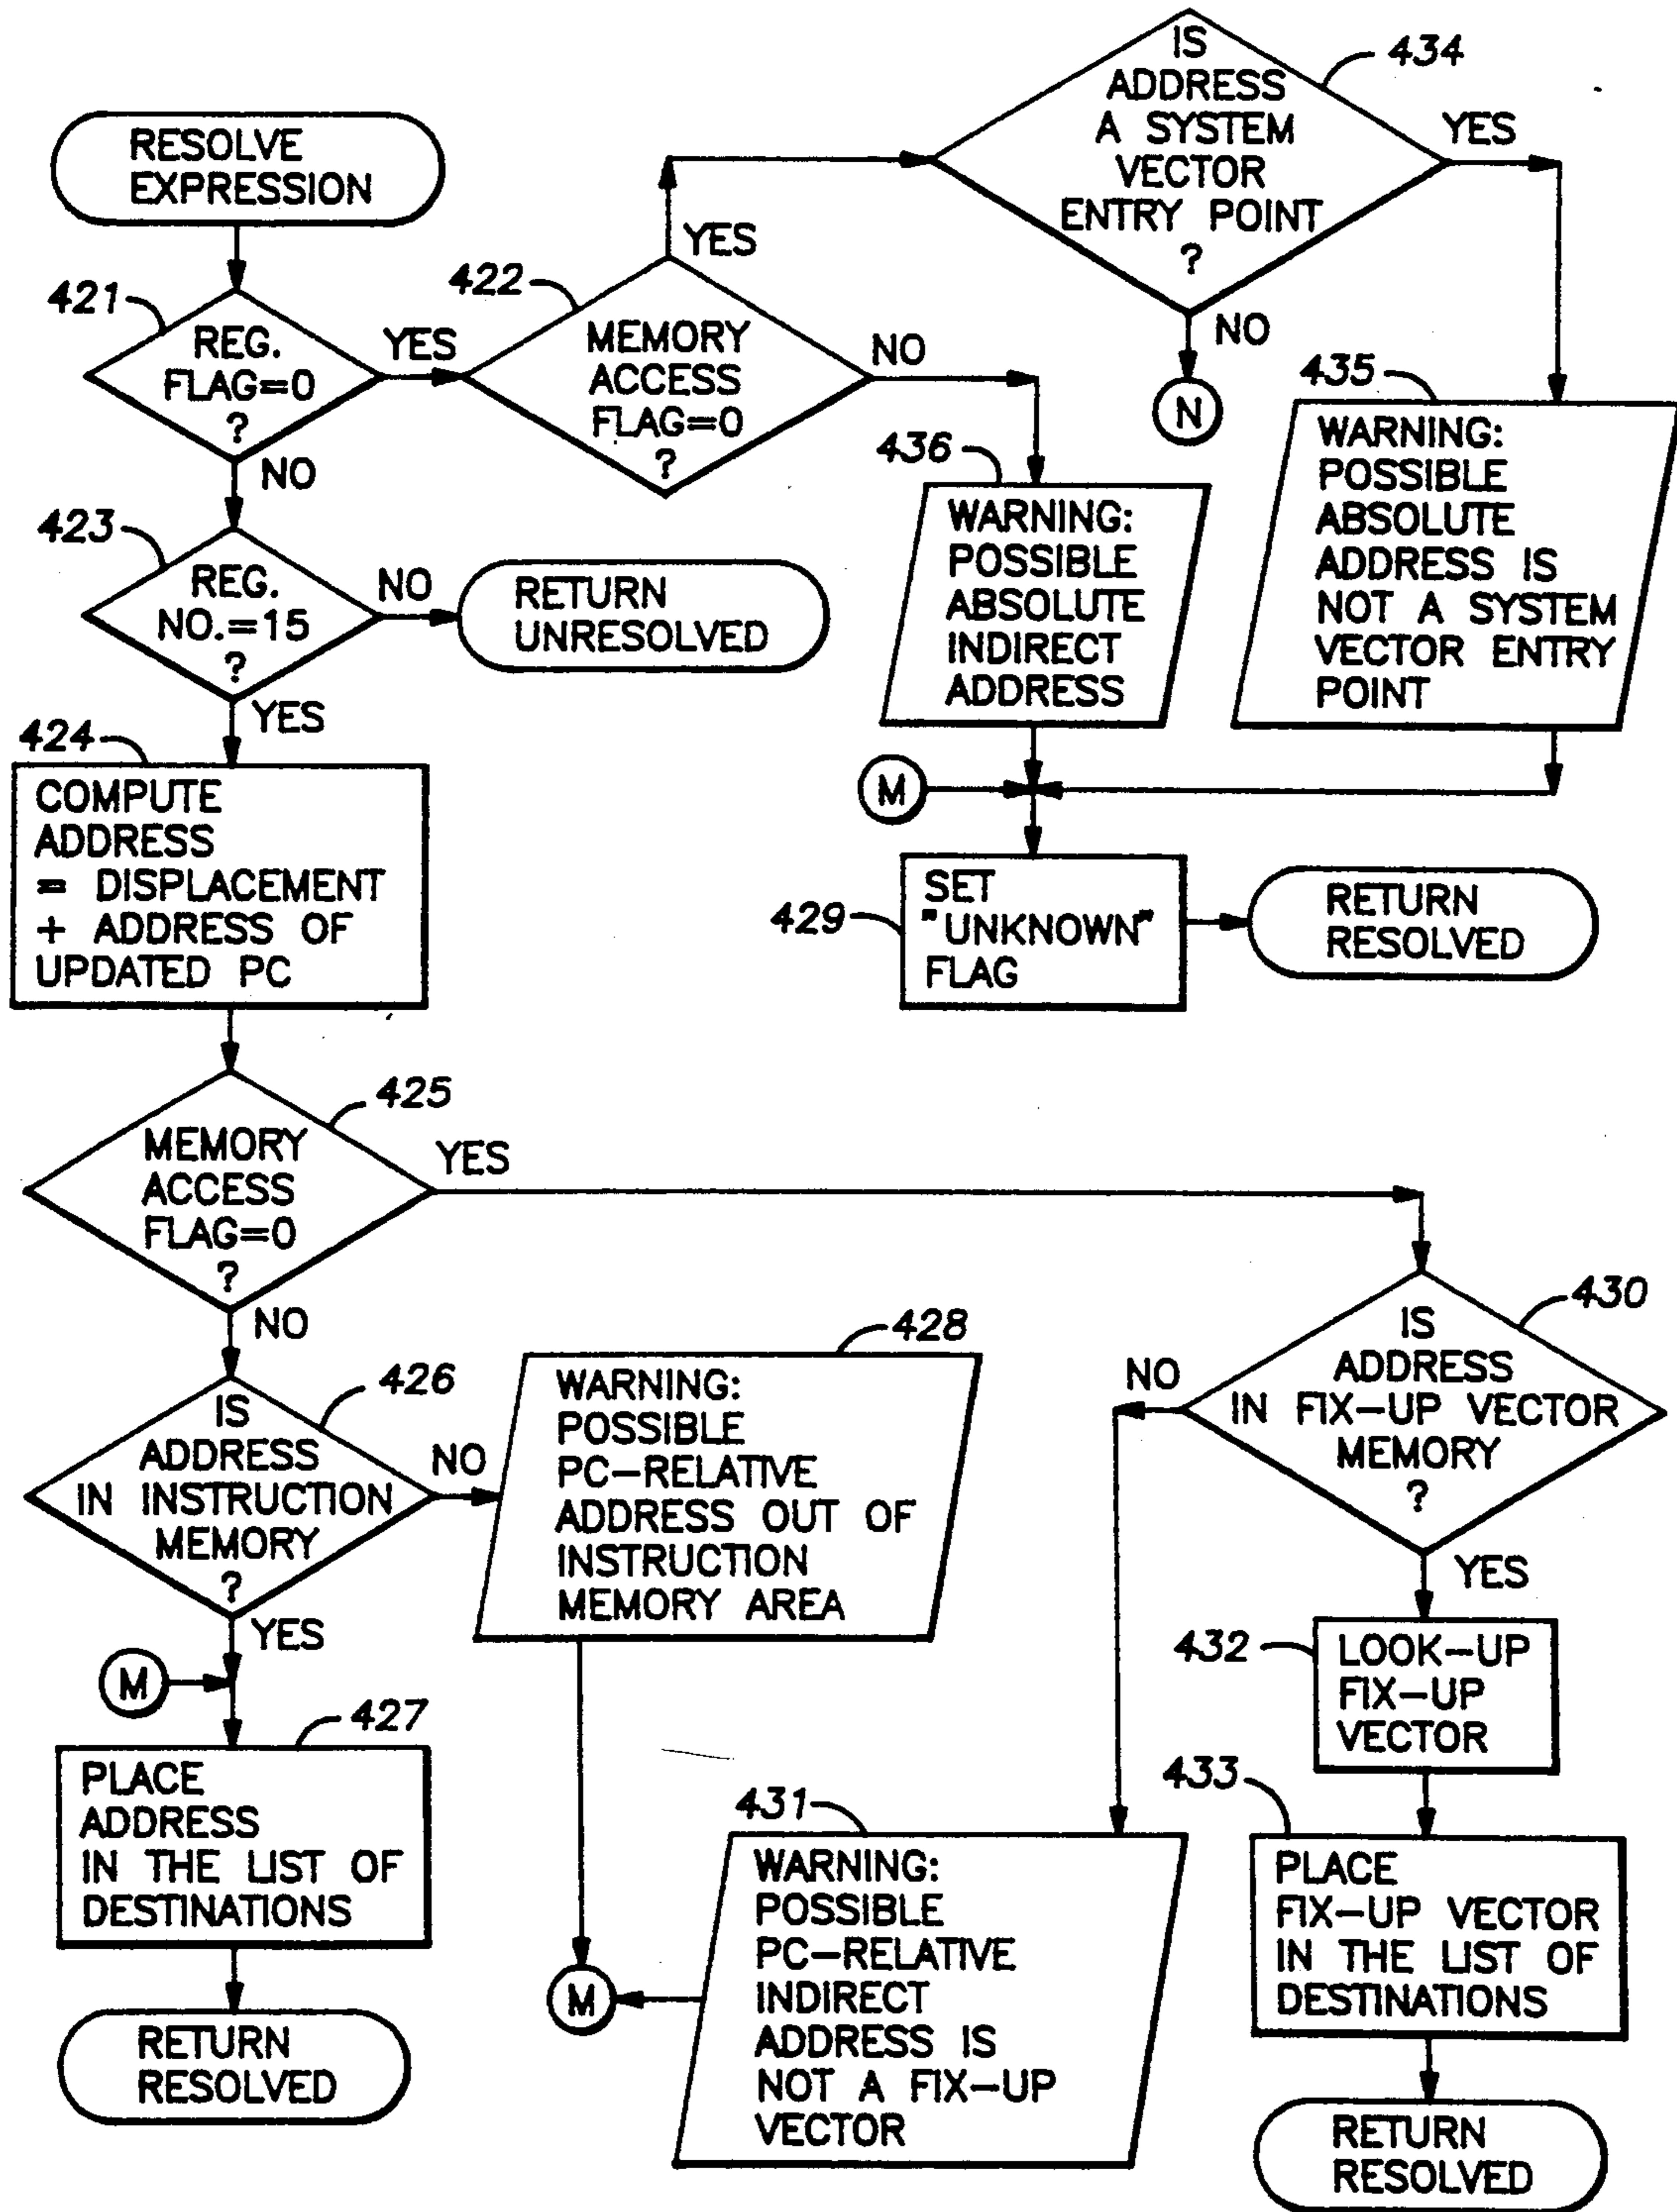 RESOLVE
EXPRESSION
421
REG.
FLAG=0
?
YES
NO
422
MEMORY
ACCESS
FLAG=0
?
YES
NO
434
IS
ADDRESS
A SYSTEM
VECTOR
ENTRY POINT
?
YES
NO
N
435
WARNING:
POSSIBLE
ABSOLUTE
ADDRESS IS
NOT A SYSTEM
VECTOR ENTRY
POINT
436
WARNING:
POSSIBLE
ABSOLUTE
INDIRECT
ADDRESS
423
REG.
NO.=15
?
NO
YES
RETURN
UNRESOLVED
M
429
SET
"UNKNOWN"
FLAG
RETURN
RESOLVED
424
COMPUTE
ADDRESS
= DISPLACEMENT
+ ADDRESS OF
UPDATED PC
425
MEMORY
ACCESS
FLAG=0
?
YES
NO
426
IS
ADDRESS
IN INSTRUCTION
MEMORY
?
NO
YES
428
WARNING:
POSSIBLE
PC-RELATIVE
ADDRESS OUT OF
INSTRUCTION
MEMORY AREA
430
IS
ADDRESS
IN FIX-UP VECTOR
MEMORY
?
NO
YES
M
427
PLACE
ADDRESS
IN THE LIST OF
DESTINATIONS
RETURN
RESOLVED
M
431
WARNING:
POSSIBLE
PC-RELATIVE
INDIRECT
ADDRESS IS
NOT A FIX-UP
VECTOR
432
LOOK-UP
FIX-UP
VECTOR
433
PLACE
FIX-UP VECTOR
IN THE LIST OF
DESTINATIONS
RETURN
RESOLVED